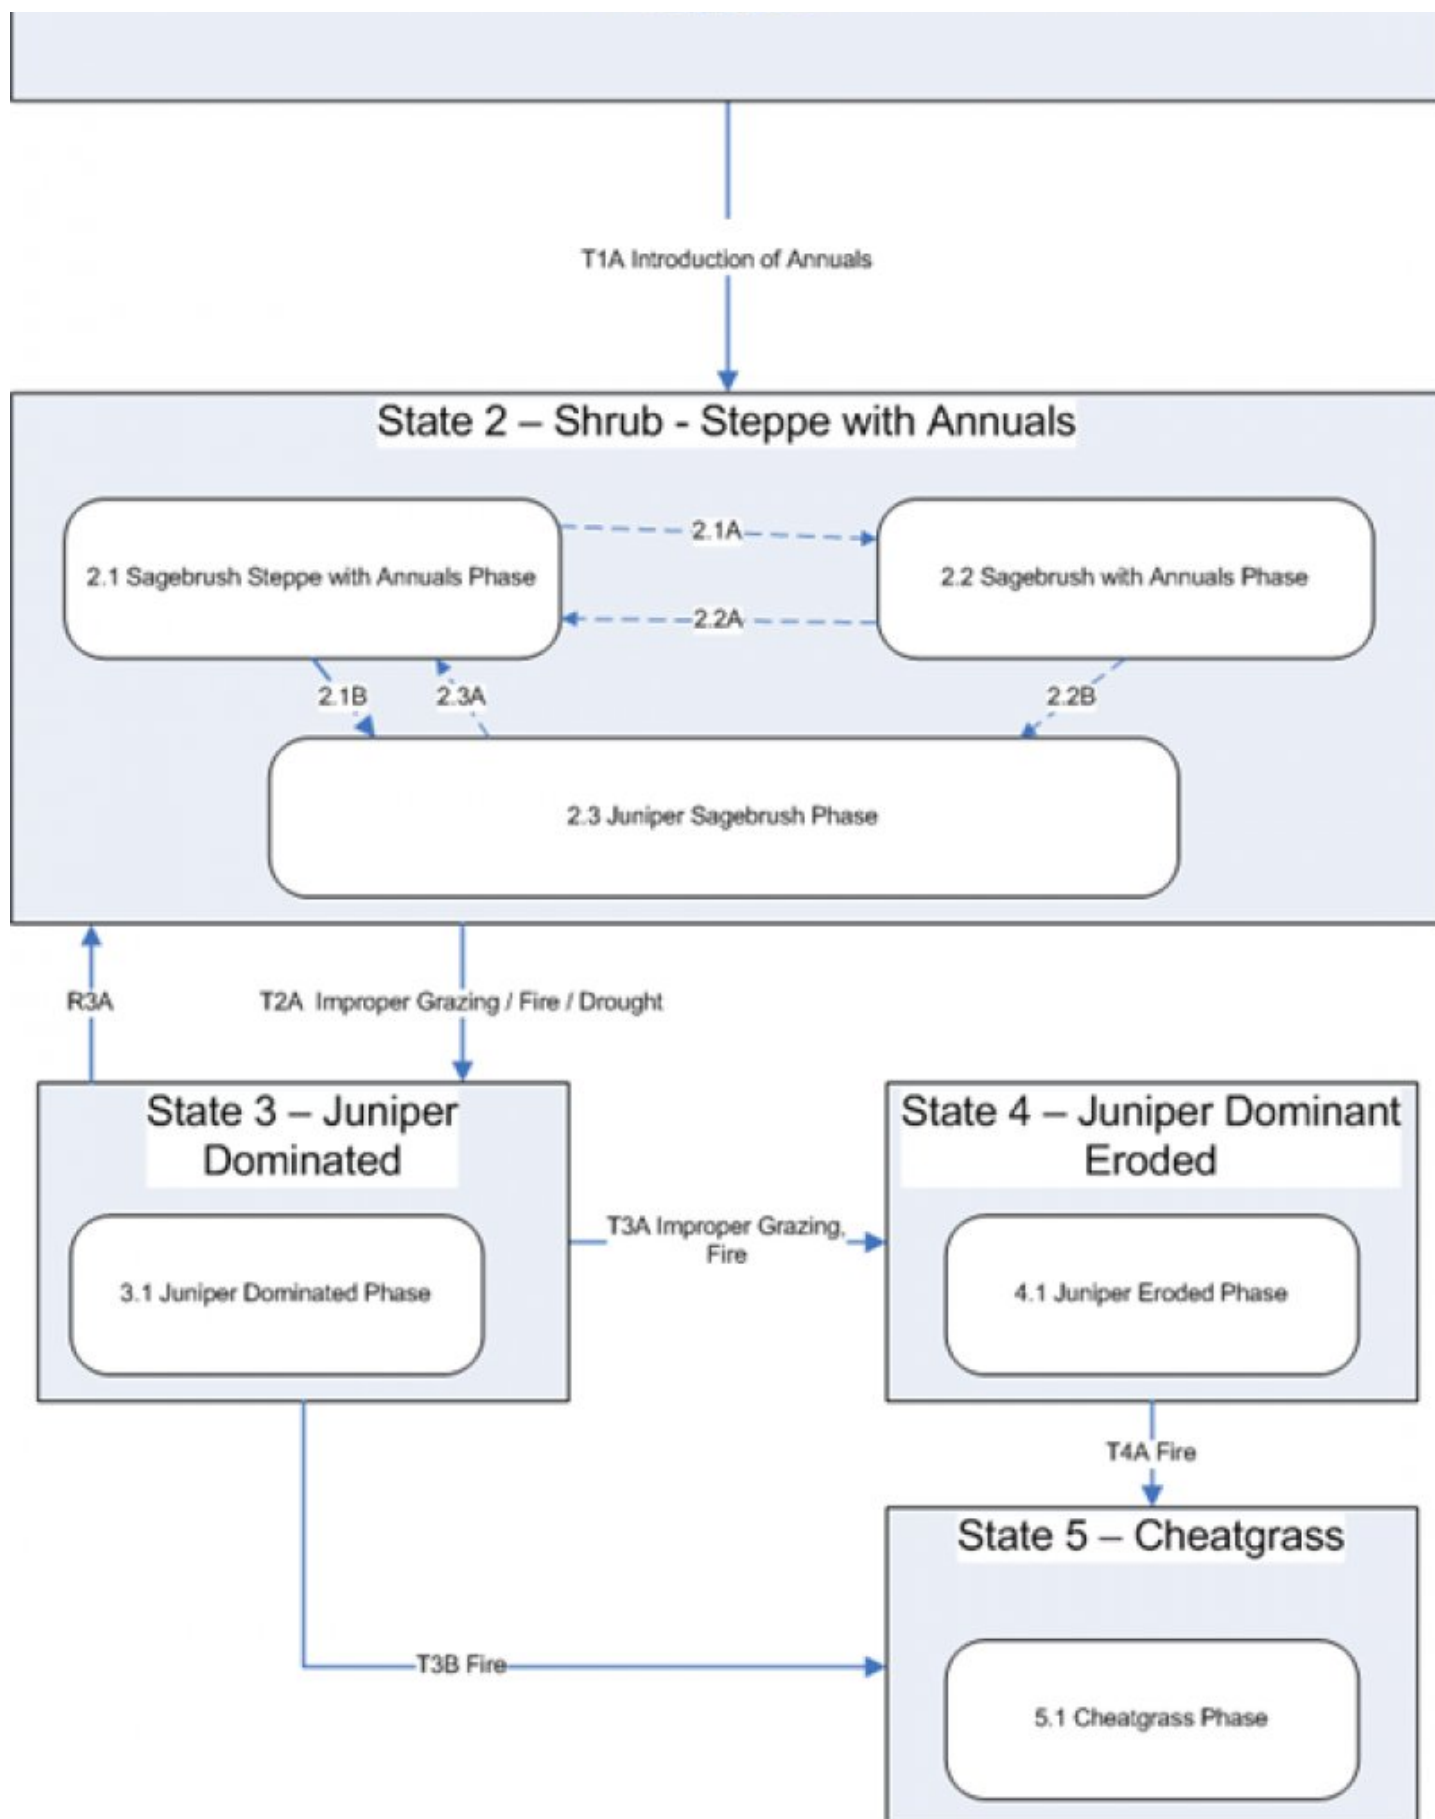 T1A Introduction of Annuals
State 2 – Shrub - Steppe with Annuals
2.1A
2.1 Sagebrush Steppe with Annuals Phase
2.2 Sagebrush with Annuals Phase
2.2A
2.1B
2.3A
2.2B
2.3 Juniper Sagebrush Phase
R3A
T2A Improper Grazing / Fire / Drought
State 3 – Juniper
Dominated
State 4 – Juniper Dominant
Eroded
T3A Improper Grazing,
Fire
3.1 Juniper Dominated Phase
4.1 Juniper Eroded Phase
T4A Fire
State 5 – Cheatgrass
T3B Fire
5.1 Cheatgrass Phase